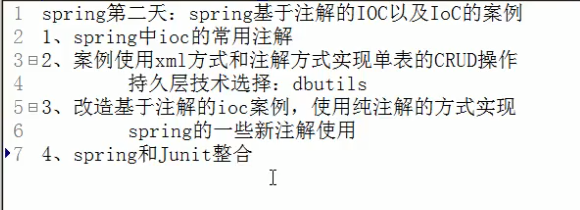 1 spring第二天：spring基于注解的IOC以及IoC的案例
2 1、spring中ioc的常用注解
3 2、案例使用xml方式和注解方式实现单表的CRUD操作
4 持久层技术选择：dbutils
5 3、改造基于注解的ioc案例，使用纯注解的方式实现
6 spring的一些新注解使用
7 4、spring和Junit整合